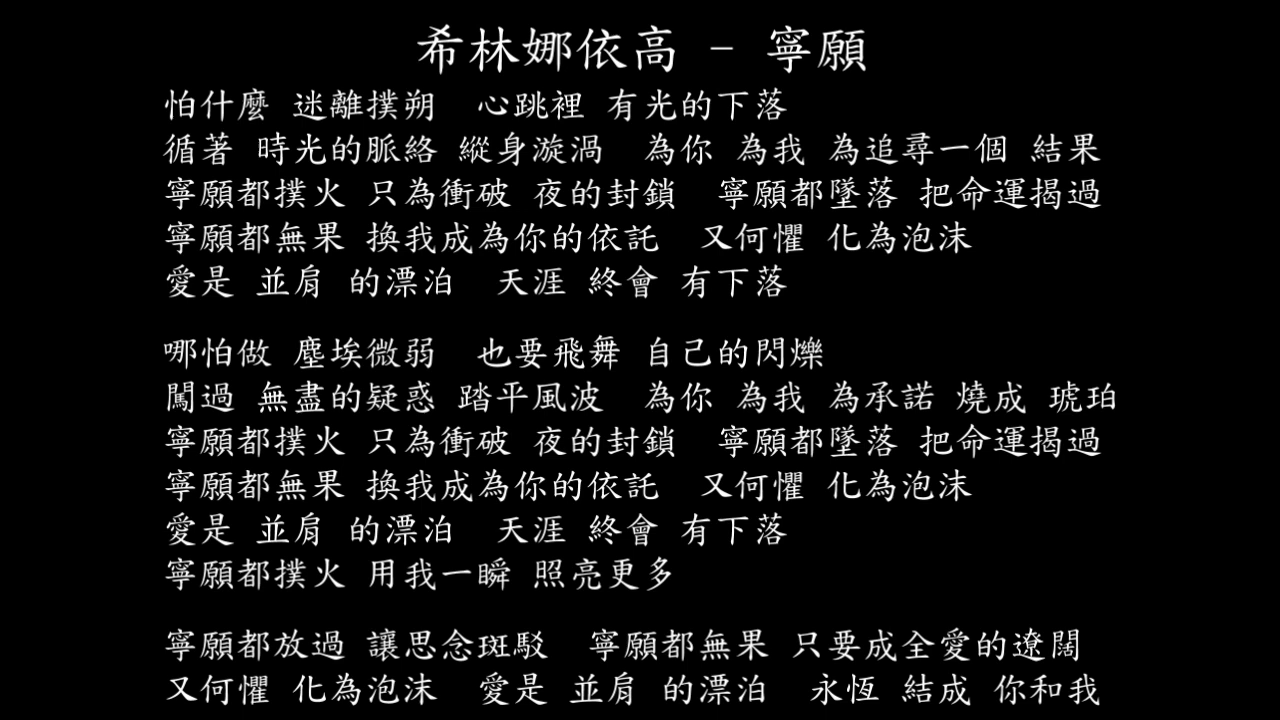 希林娜依高 - 寧願
怕什麼 迷離撲朔　心跳裡 有光的下落
循著 時光的脈絡 縱身漩渦　為你 為我 為追尋一個 結果
寧願都撲火 只為衝破 夜的封鎖　寧願都墜落 把命運揭過
寧願都無果 換我成為你的依託　又何懼 化為泡沫
愛是 並肩 的漂泊　天涯 終會 有下落
哪怕做 塵埃微弱　也要飛舞 自己的閃爍
闖過 無盡的疑惑 踏平風波　為你 為我 為承諾 燒成 琥珀
寧願都撲火 只為衝破 夜的封鎖　寧願都墜落 把命運揭過
寧願都無果 換我成為你的依託　又何懼 化為泡沫
愛是 並肩 的漂泊　天涯 終會 有下落
寧願都撲火 用我一瞬 照亮更多
寧願都放過 讓思念斑駁　寧願都無果 只要成全愛的遼闊
又何懼 化為泡沫　愛是 並肩 的漂泊　永恆 結成 你和我